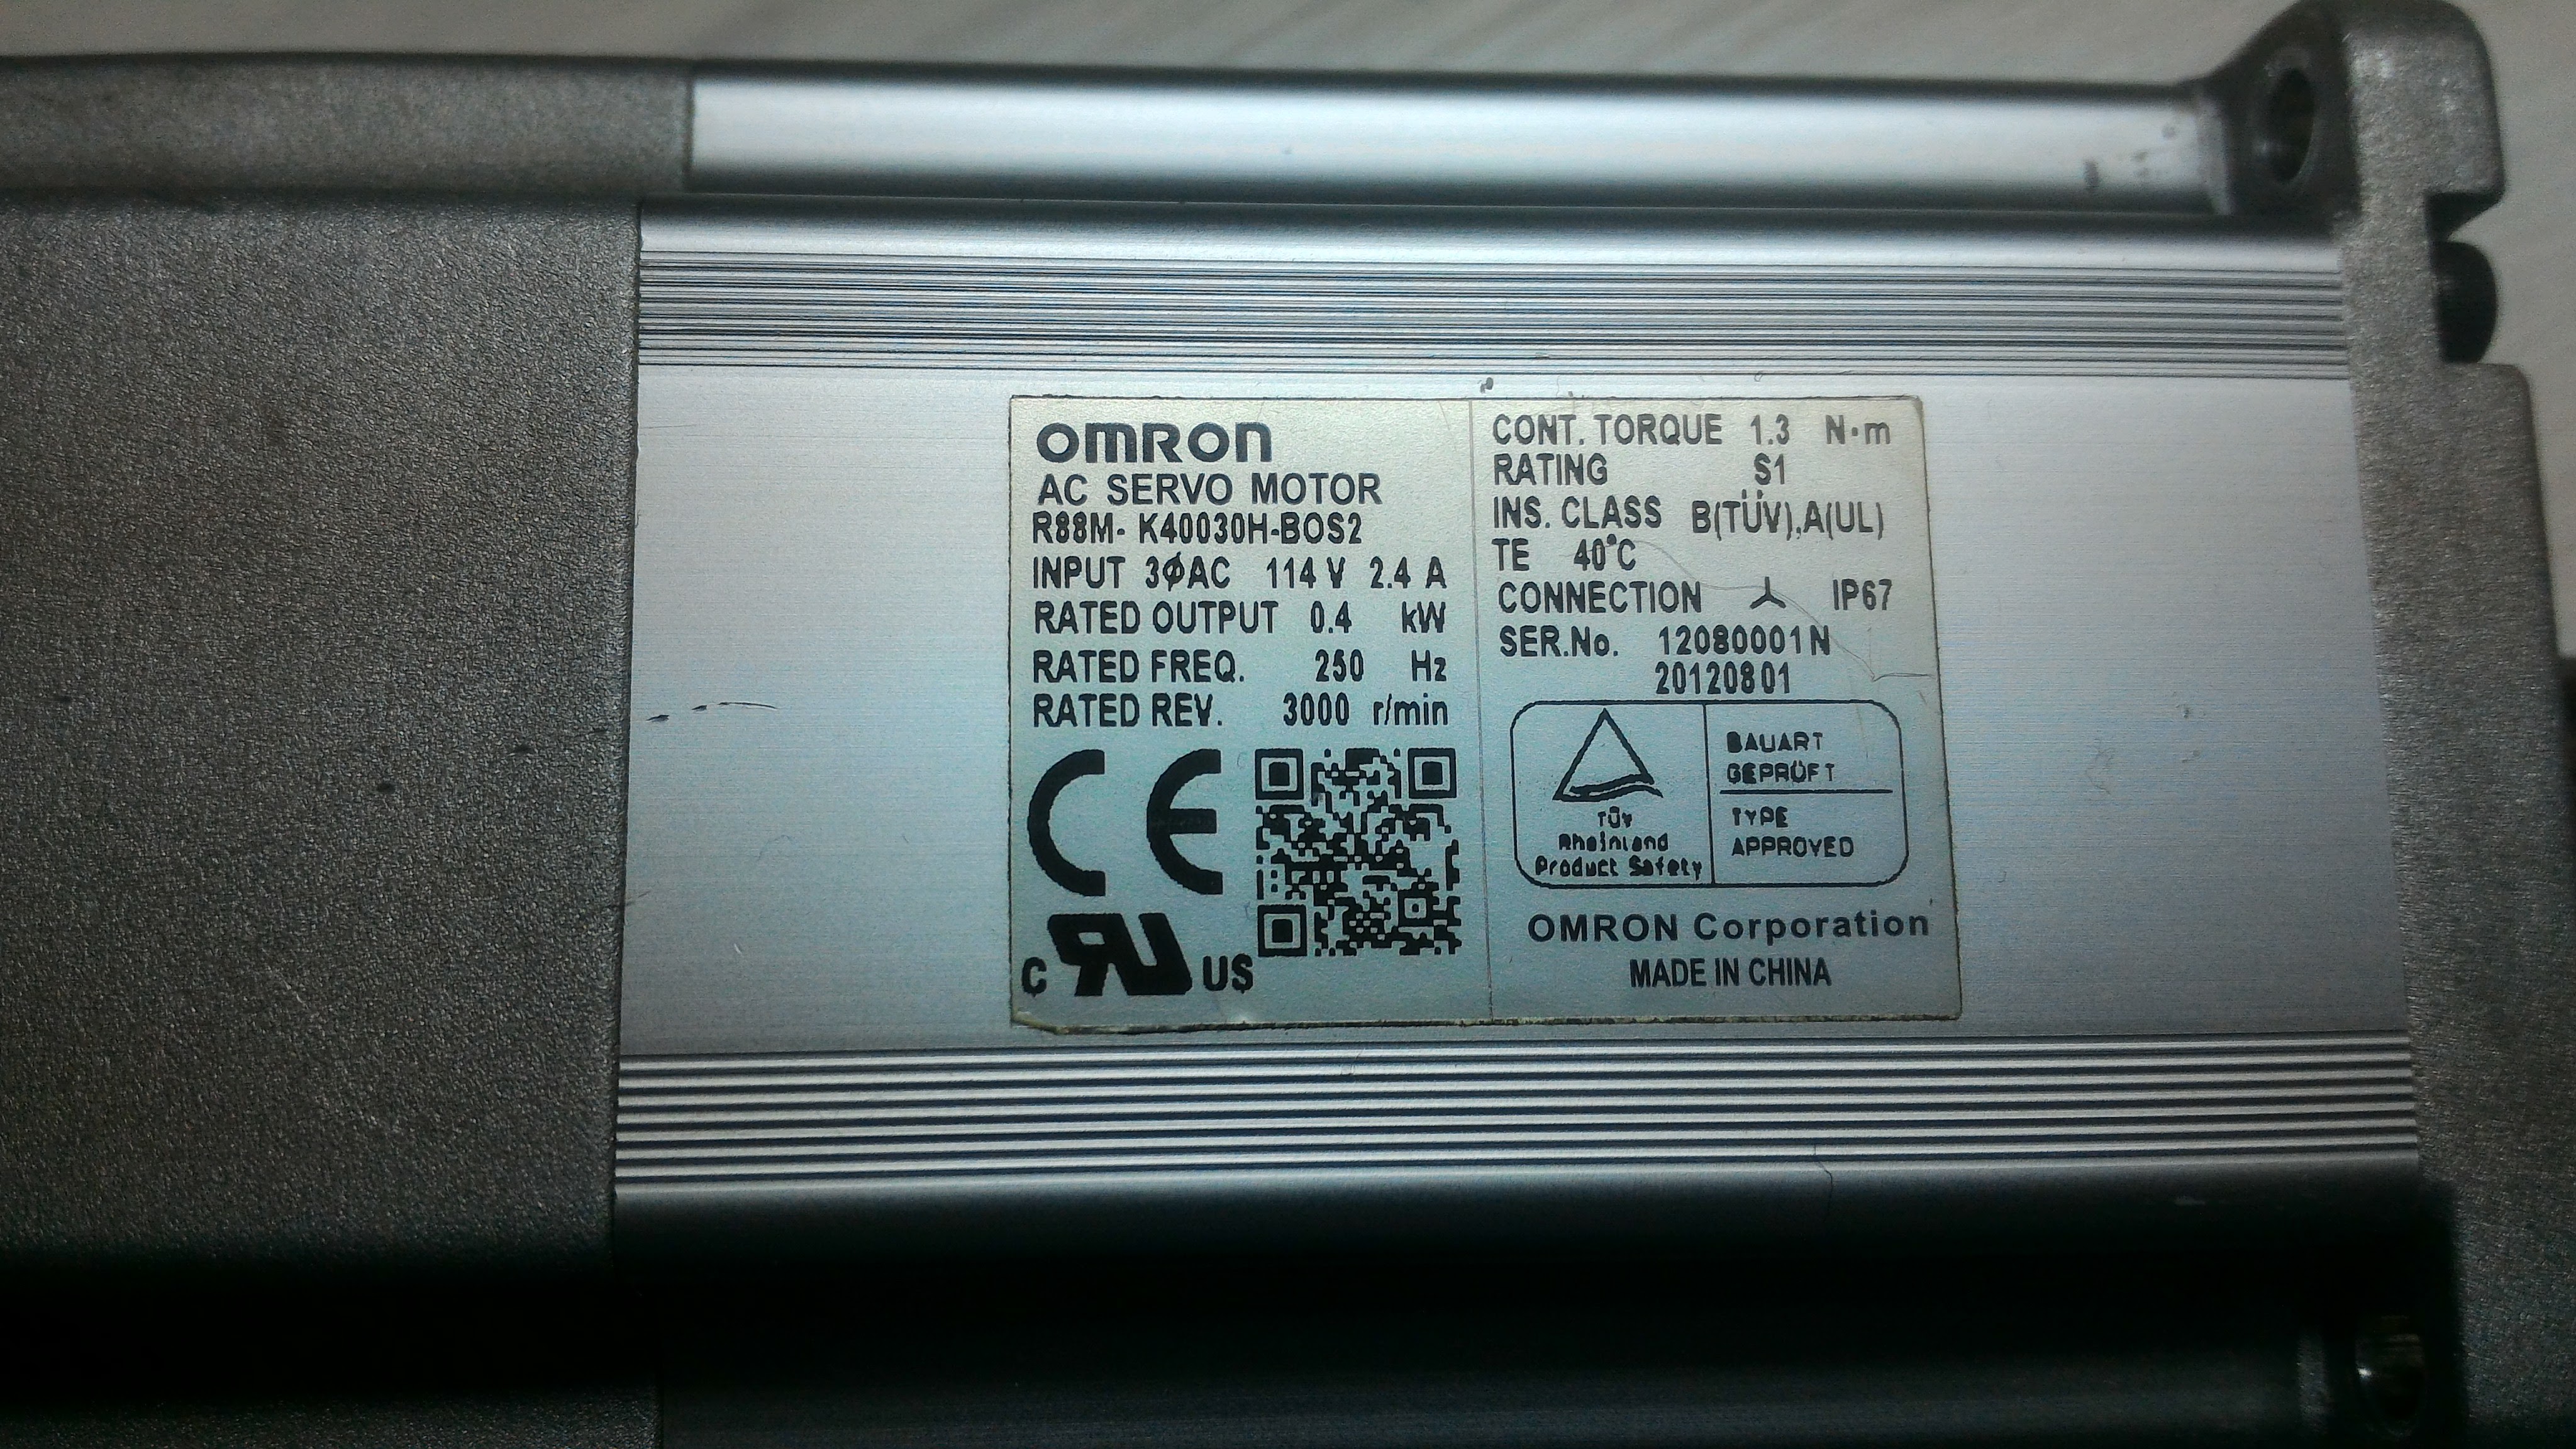 OMRON
AC SERVO MOTOR
R88M- K40030H-BOS2
INPUT 3ϕAC 114 V 2.4 A
RATED OUTPUT 0.4 kW
RATED FREQ. 250 Hz
RATED REV. 3000 r/min
CE
C RU US
CONT. TORQUE 1.3 N·m
RATING S1
INS. CLASS B(TÜV),A(UL)
TE 40°C
CONNECTION IP67
SER.No. 12080001N
20120801
TÜV
Rheinland
Product Safety
BAUART
GEPRÜFT
TYPE
APPROVED
OMRON Corporation
MADE IN CHINA